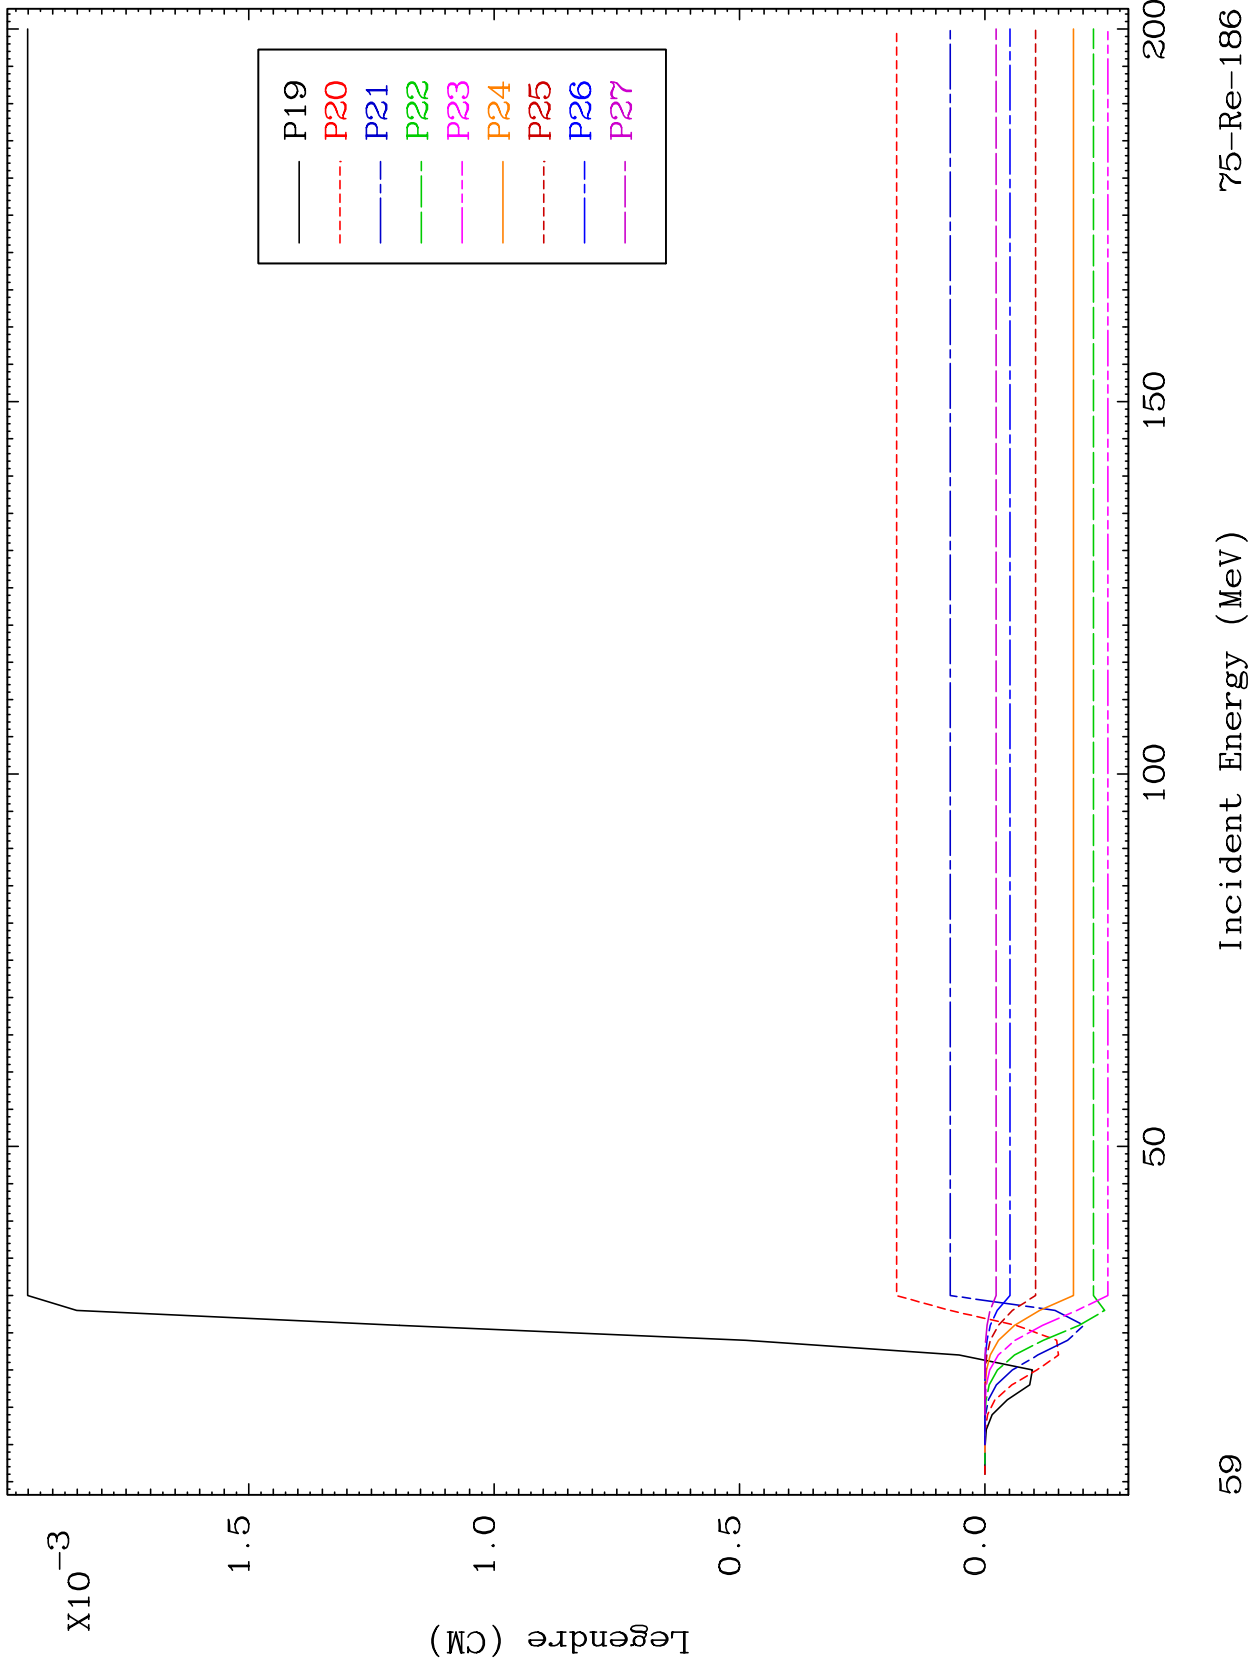 X10-3
1.5
1.0
0.5
0.0
Legendre (CM)
P19
P20
P21
P22
P23
P24
P25
P26
P27
50
100
150
200
59
Incident Energy (MeV)
75-Re-186